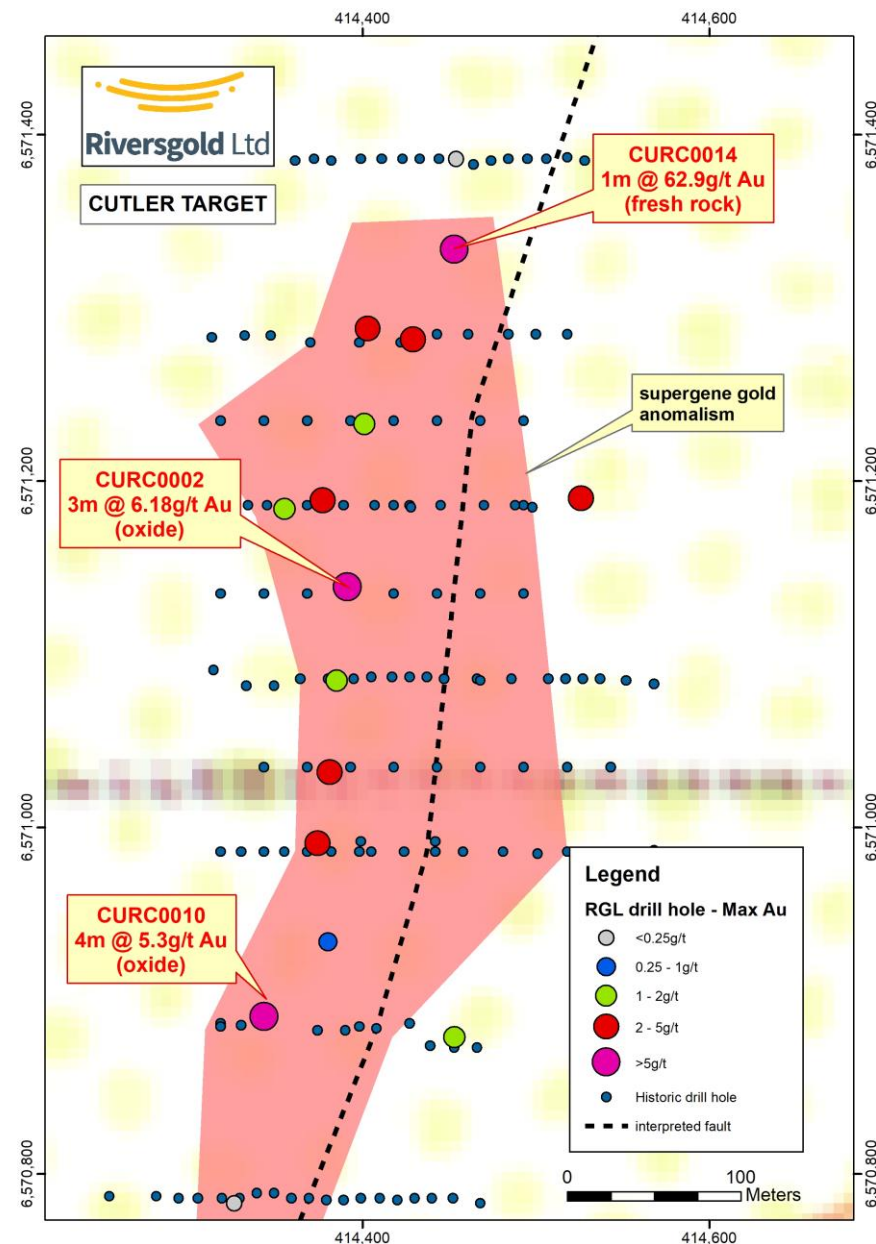 414,400
414,600
6,571,400
6,571,400
Riversgold Ltd
CUTLER TARGET
CURC0014
1m @ 62.9g/t Au
(fresh rock)
supergene gold
anomalism
6,571,200
6,571,200
CURC0002
3m @ 6.18g/t Au
(oxide)
6,571,000
6,571,000
CURC0010
4m @ 5.3g/t Au
(oxide)
Legend
RGL drill hole - Max Au
<0.25g/t
0.25 - 1g/t
1 - 2g/t
2 - 5g/t
>5g/t
Historic drill hole
interpreted fault
6,570,800
6,570,800
0 100
Meters
414,400
414,600